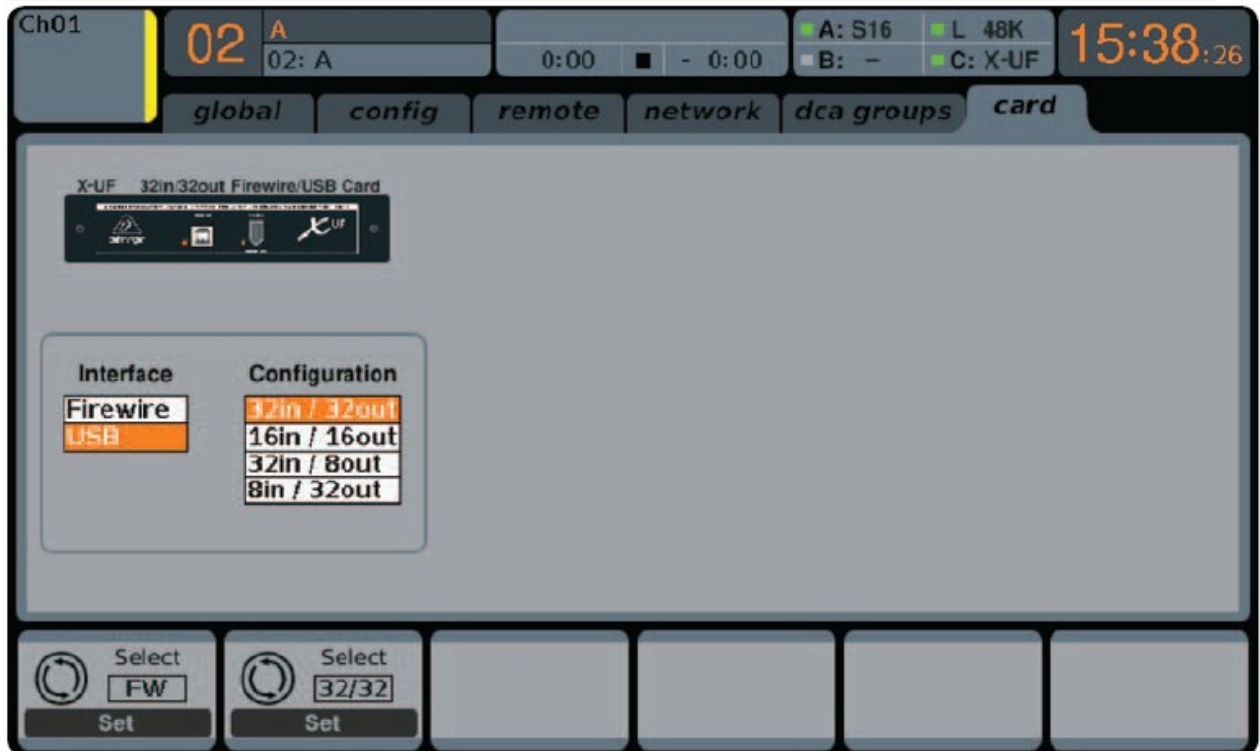 Ch01
02
A
02: A
0:00 - 0:00
A: S16
B: -
L 48K
C: X-UF
15:38:26
global config remote network dca groups card
X-UF 32in/32out Firewire/USB Card
X UF
Interface
Firewire
USB
Configuration
32in / 32out
16in / 16out
32in / 8out
8in / 32out
Select
FW
Set
Select
32/32
Set